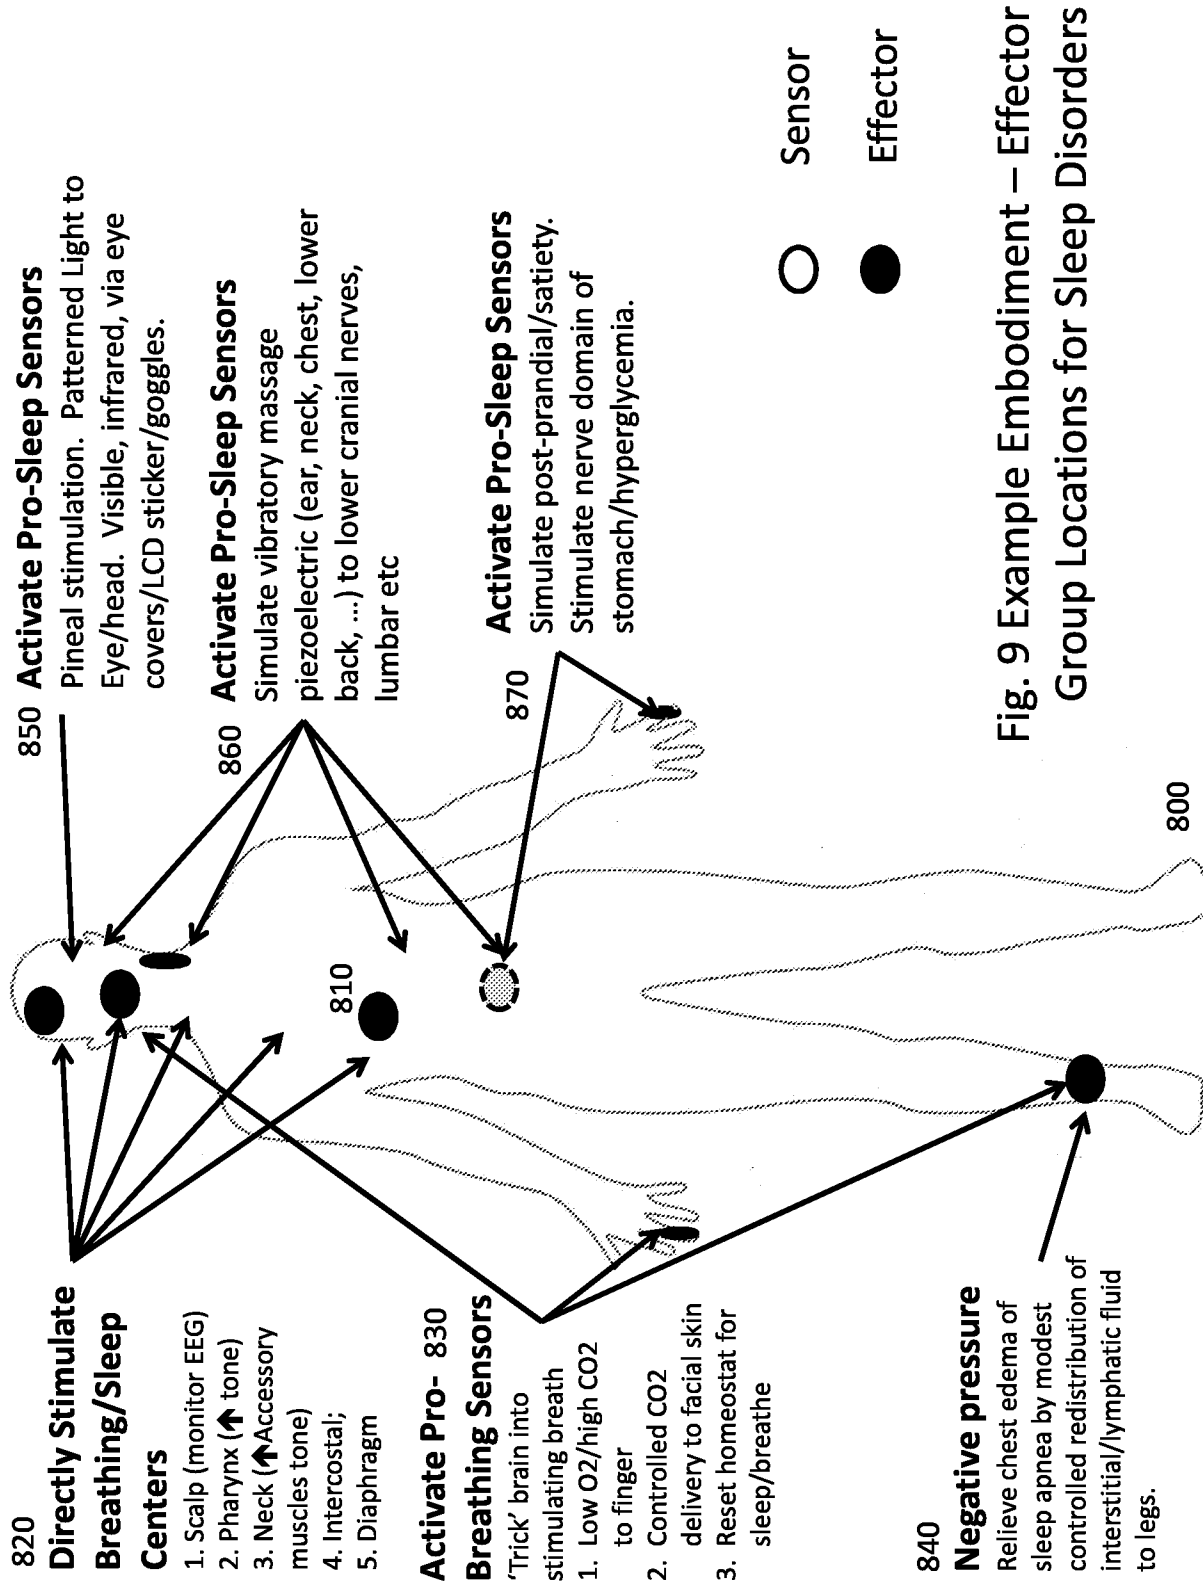 820
Directly Stimulate
Breathing/Sleep
Centers
1. Scalp (monitor EEG)
2. Pharynx (↑ tone)
3. Neck (↑Accessory
muscles tone)
4. Intercostal;
5. Diaphragm
Activate Pro- 830
Breathing Sensors
'Trick' brain into
stimulating breath
1. Low O2/high CO2
to finger
2. Controlled CO2
delivery to facial skin
3. Reset homeostat for
sleep/breathe
840
Negative pressure
Relieve chest edema of
sleep apnea by modest
controlled redistribution of
interstitial/lymphatic fluid
to legs.
810
850 Activate Pro-Sleep Sensors
Pineal stimulation. Patterned Light to
Eye/head. Visible, infrared, via eye
covers/LCD sticker/goggles.
860 Activate Pro-Sleep Sensors
Simulate vibratory massage
piezoelectric (ear, neck, chest, lower
back, ...) to lower cranial nerves,
lumbar etc
870 Activate Pro-Sleep Sensors
Simulate post-prandial/satiety.
Stimulate nerve domain of
stomach/hyperglycemia.
Sensor
Effector
800
Fig. 9 Example Embodiment – Effector
Group Locations for Sleep Disorders